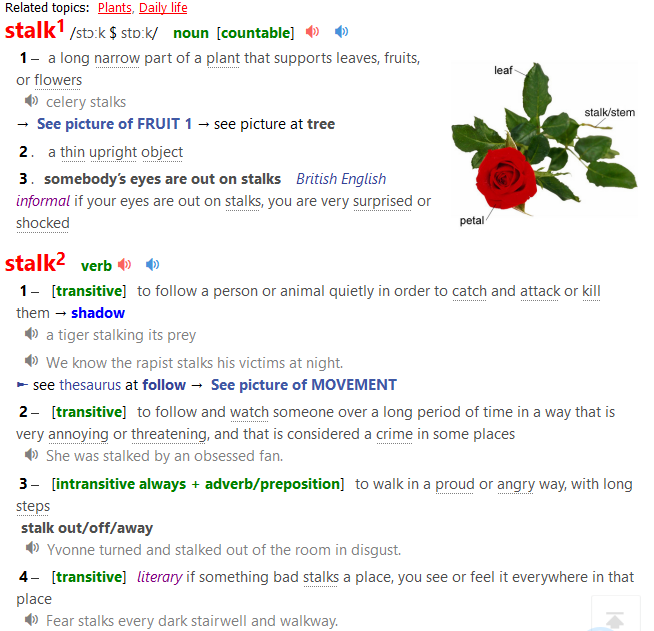 Related topics: Plants, Daily life
stalk1 /stɔːk $ stɒːk/ noun [countable]
1 – a long narrow part of a plant that supports leaves, fruits,
or flowers
celery stalks
→ See picture of FRUIT 1 → see picture at tree
2 . a thin upright object
3 . somebody's eyes are out on stalks British English
informal if your eyes are out on stalks, you are very surprised or
shocked
leaf
stalk/stem
petal
stalk2 verb
1 – [transitive] to follow a person or animal quietly in order to catch and attack or kill
them → shadow
a tiger stalking its prey
We know the rapist stalks his victims at night.
► see thesaurus at follow → See picture of MOVEMENT
2 – [transitive] to follow and watch someone over a long period of time in a way that is
very annoying or threatening, and that is considered a crime in some places
She was stalked by an obsessed fan.
3 – [intransitive always + adverb/preposition] to walk in a proud or angry way, with long
steps
stalk out/off/away
Yvonne turned and stalked out of the room in disgust.
4 – [transitive] literary if something bad stalks a place, you see or feel it everywhere in that
place
Fear stalks every dark stairwell and walkway.